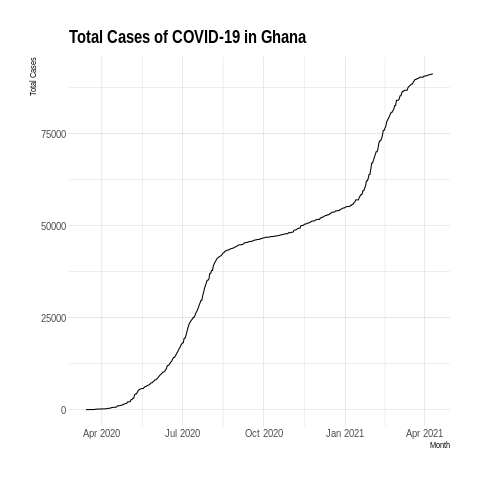 Total Cases of COVID-19 in Ghana
Total Cases
75000
50000
25000
0
Apr 2020 Jul 2020 Oct 2020 Jan 2021 Apr 2021
Month